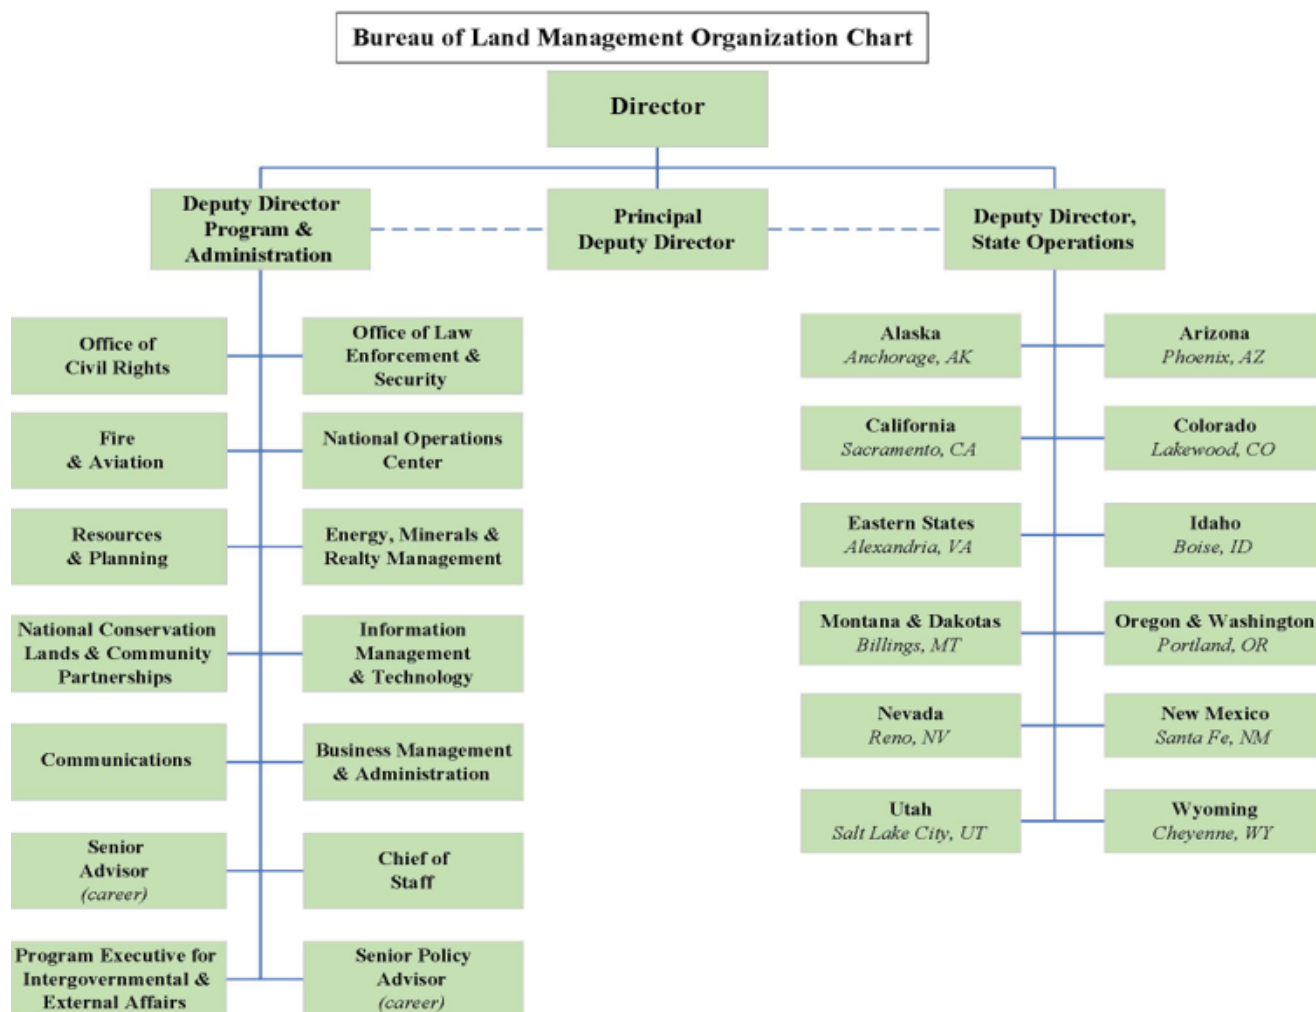 Bureau of Land Management Organization Chart
Director
Deputy Director
Program &
Administration
Principal
Deputy Director
Deputy Director,
State Operations
Office of
Civil Rights
Office of Law
Enforcement &
Security
Fire
& Aviation
National Operations
Center
Resources
& Planning
Energy, Minerals &
Realty Management
National Conservation
Lands & Community
Partnerships
Information
Management
& Technology
Communications
Business Management
& Administration
Senior
Advisor
(career)
Chief of
Staff
Program Executive for
Intergovernmental &
External Affairs
Senior Policy
Advisor
(career)
Alaska
Anchorage, AK
Arizona
Phoenix, AZ
California
Sacramento, CA
Colorado
Lakewood, CO
Eastern States
Alexandria, VA
Idaho
Boise, ID
Montana & Dakotas
Billings, MT
Oregon & Washington
Portland, OR
Nevada
Reno, NV
New Mexico
Santa Fe, NM
Utah
Salt Lake City, UT
Wyoming
Cheyenne, WY